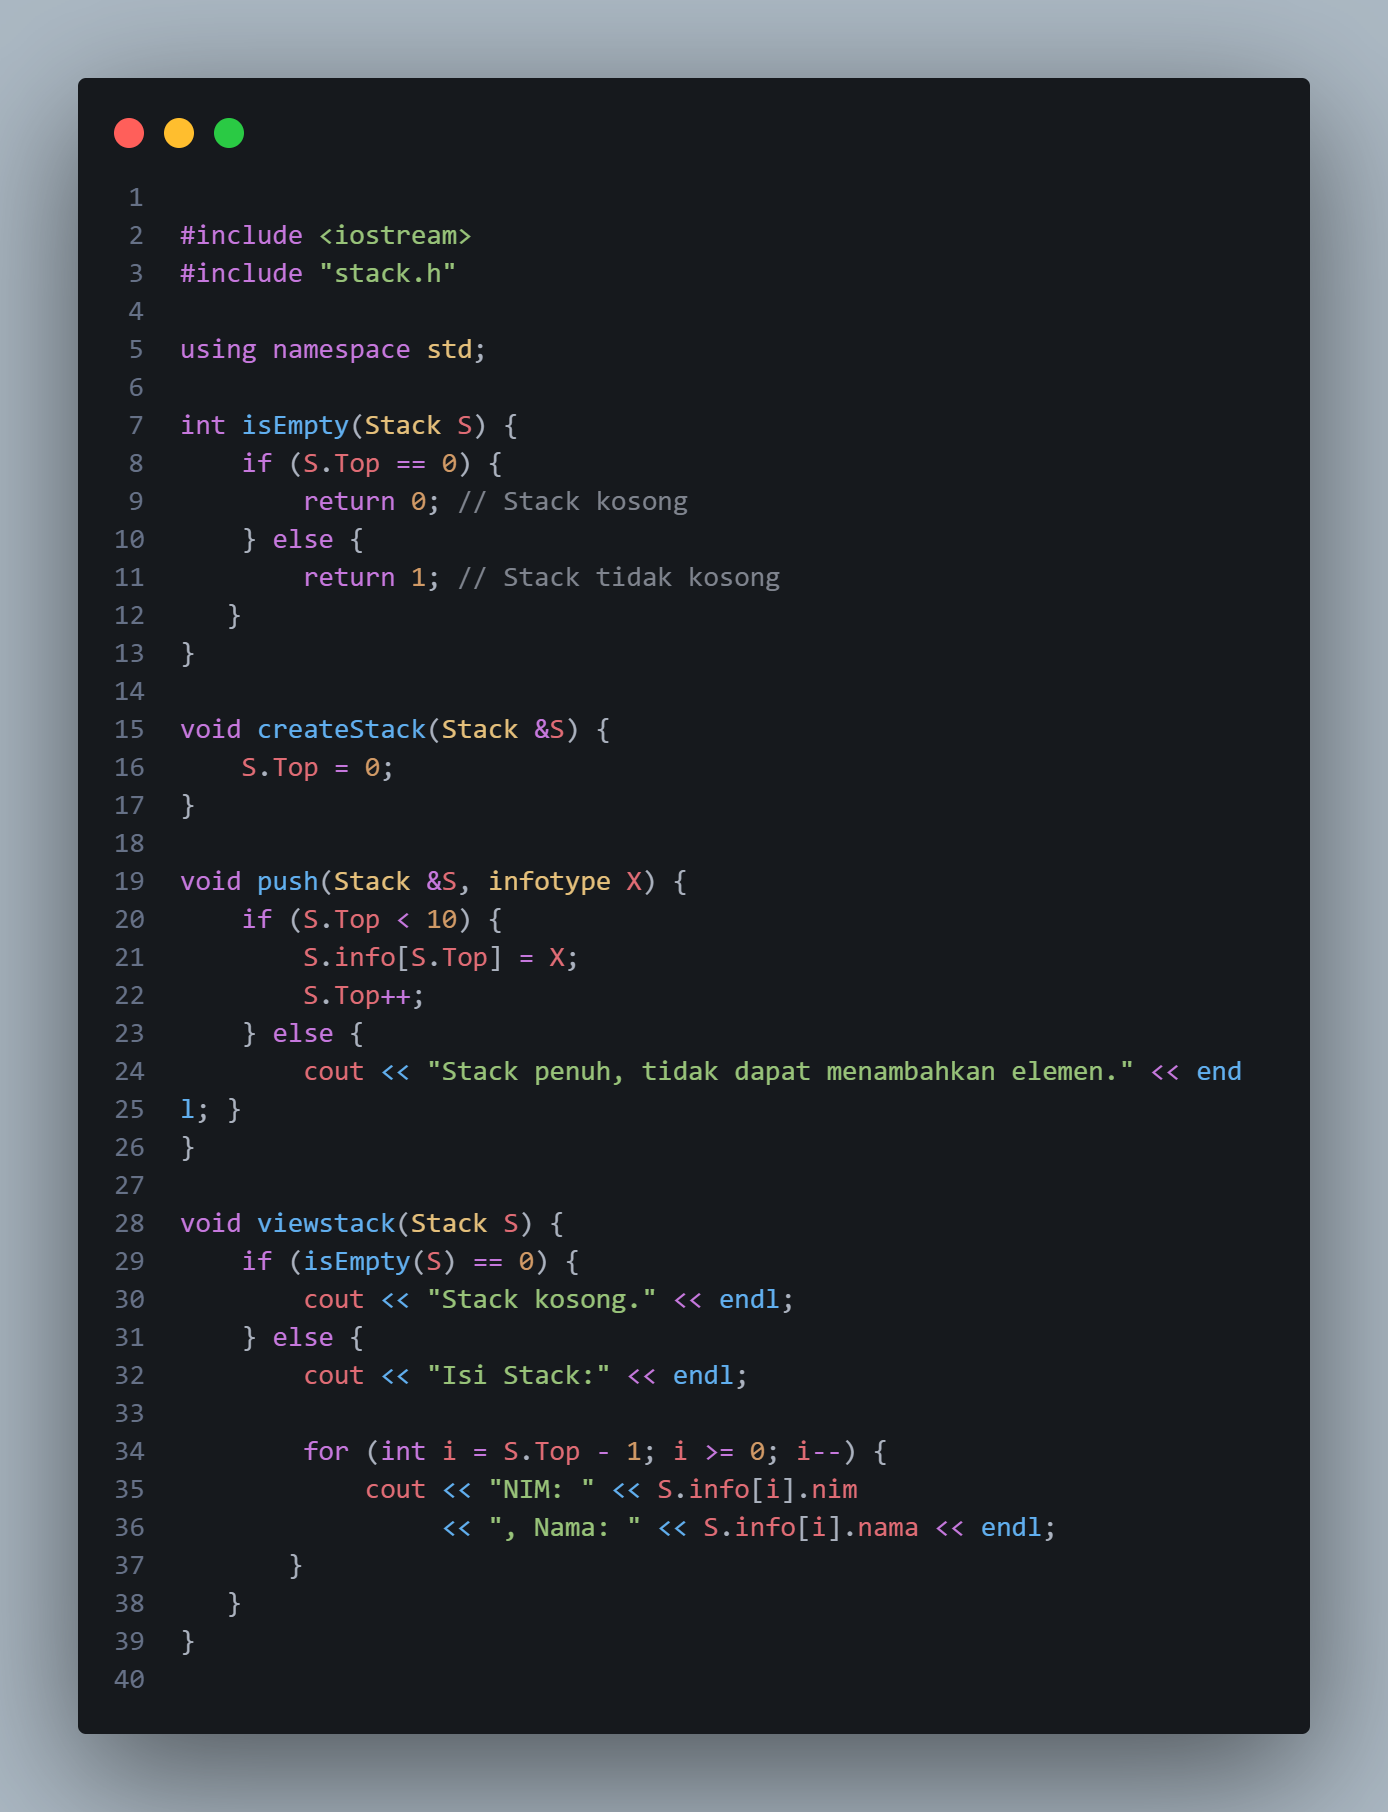 1
2 #include <iostream>
3 #include "stack.h"
4
5 using namespace std;
6
7 int isEmpty(Stack S) {
8     if (S.Top == 0) {
9         return 0; // Stack kosong
10     } else {
11         return 1; // Stack tidak kosong
12    }
13 }
14
15 void createStack(Stack &S) {
16     S.Top = 0;
17 }
18
19 void push(Stack &S, infotype X) {
20     if (S.Top < 10) {
21         S.info[S.Top] = X;
22         S.Top++;
23     } else {
24         cout << "Stack penuh, tidak dapat menambahkan elemen." << end
25 l; }
26 }
27
28 void viewstack(Stack S) {
29     if (isEmpty(S) == 0) {
30         cout << "Stack kosong." << endl;
31     } else {
32         cout << "Isi Stack:" << endl;
33
34         for (int i = S.Top - 1; i >= 0; i--) {
35             cout << "NIM: " << S.info[i].nim
36                  << ", Nama: " << S.info[i].nama << endl;
37        }
38    }
39 }
40